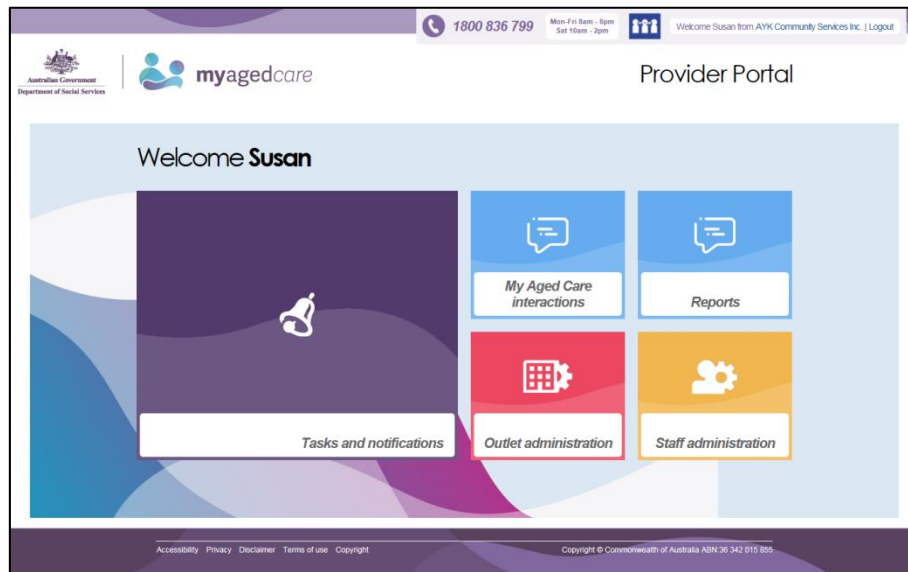 1800 836 799
Mon-Fri 8am - 8pm
Sat 10am - 2pm
Welcome Susan from AYK Community Services Inc. | Logout
Australian Government
Department of Social Services
myagedcare
Provider Portal
Welcome Susan
My Aged Care
interactions
Reports
Tasks and notifications
Outlet administration
Staff administration
Accessibility Privacy Disclaimer Terms of use Copyright
Copyright © Commonwealth of Australia ABN:36 342 015 855